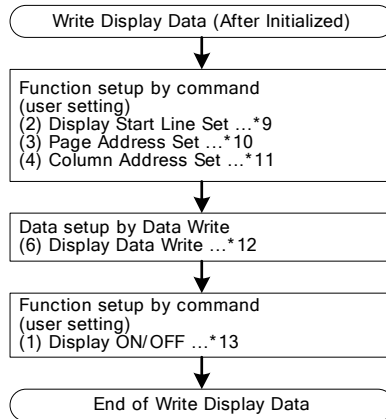 Write Display Data (After Initialized)
Function setup by command
(user setting)
(2) Display Start Line Set ...*9
(3) Page Address Set ...*10
(4) Column Address Set ...*11
Data setup by Data Write
(6) Display Data Write ...*12
Function setup by command
(user setting)
(1) Display ON/OFF ...*13
End of Write Display Data